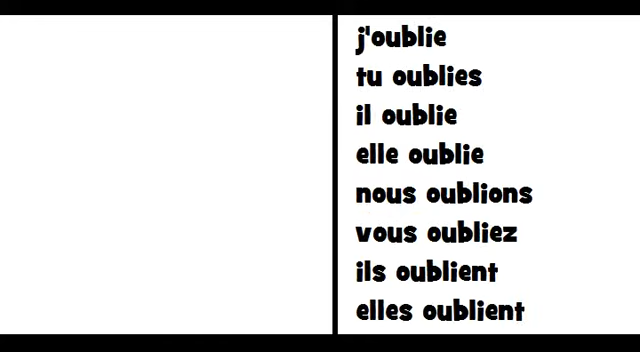 j'oublie
tu oublies
il oublie
elle oublie
nous oublions
vous oubliez
ils oublient
elles oublient